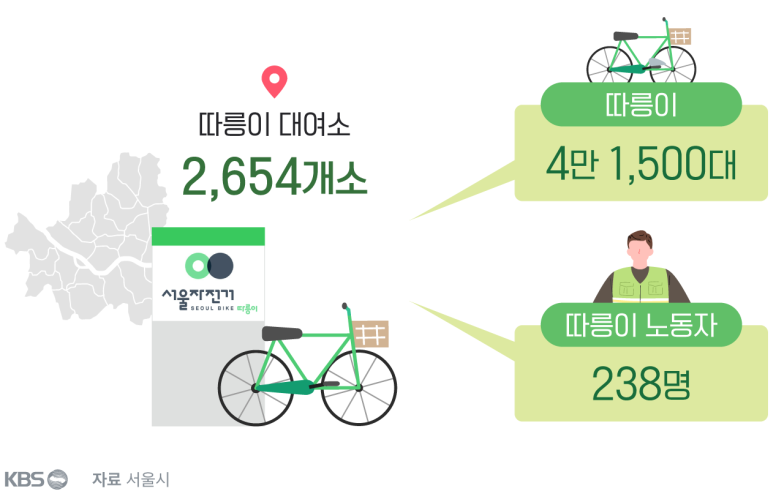 따릉이 대여소
2,654개소
서울자전거
SEOUL BIKE 따릉이
따릉이
4만 1,500대
따릉이 노동자
238명
KBS 자료 서울시